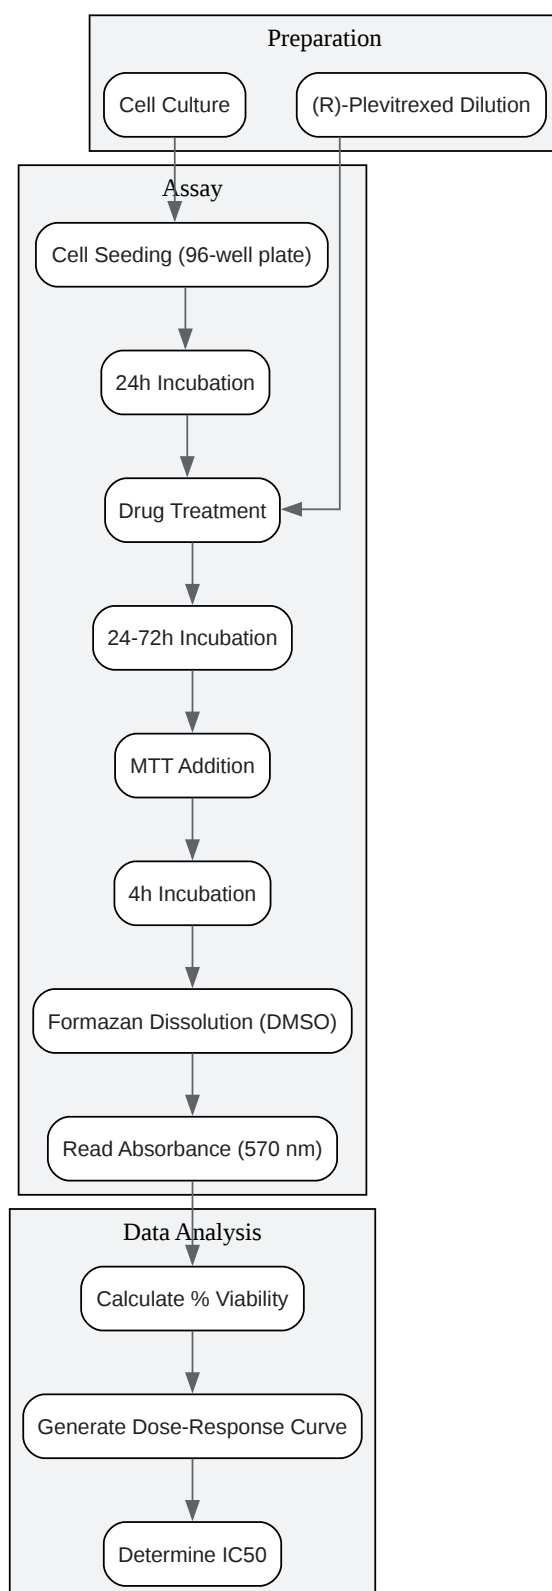 Preparation
Cell Culture
(R)-Plevitrexed Dilution
Assay
Cell Seeding (96-well plate)
24h Incubation
Drug Treatment
24-72h Incubation
MTT Addition
4h Incubation
Formazan Dissolution (DMSO)
Read Absorbance (570 nm)
Data Analysis
Calculate % Viability
Generate Dose-Response Curve
Determine IC50